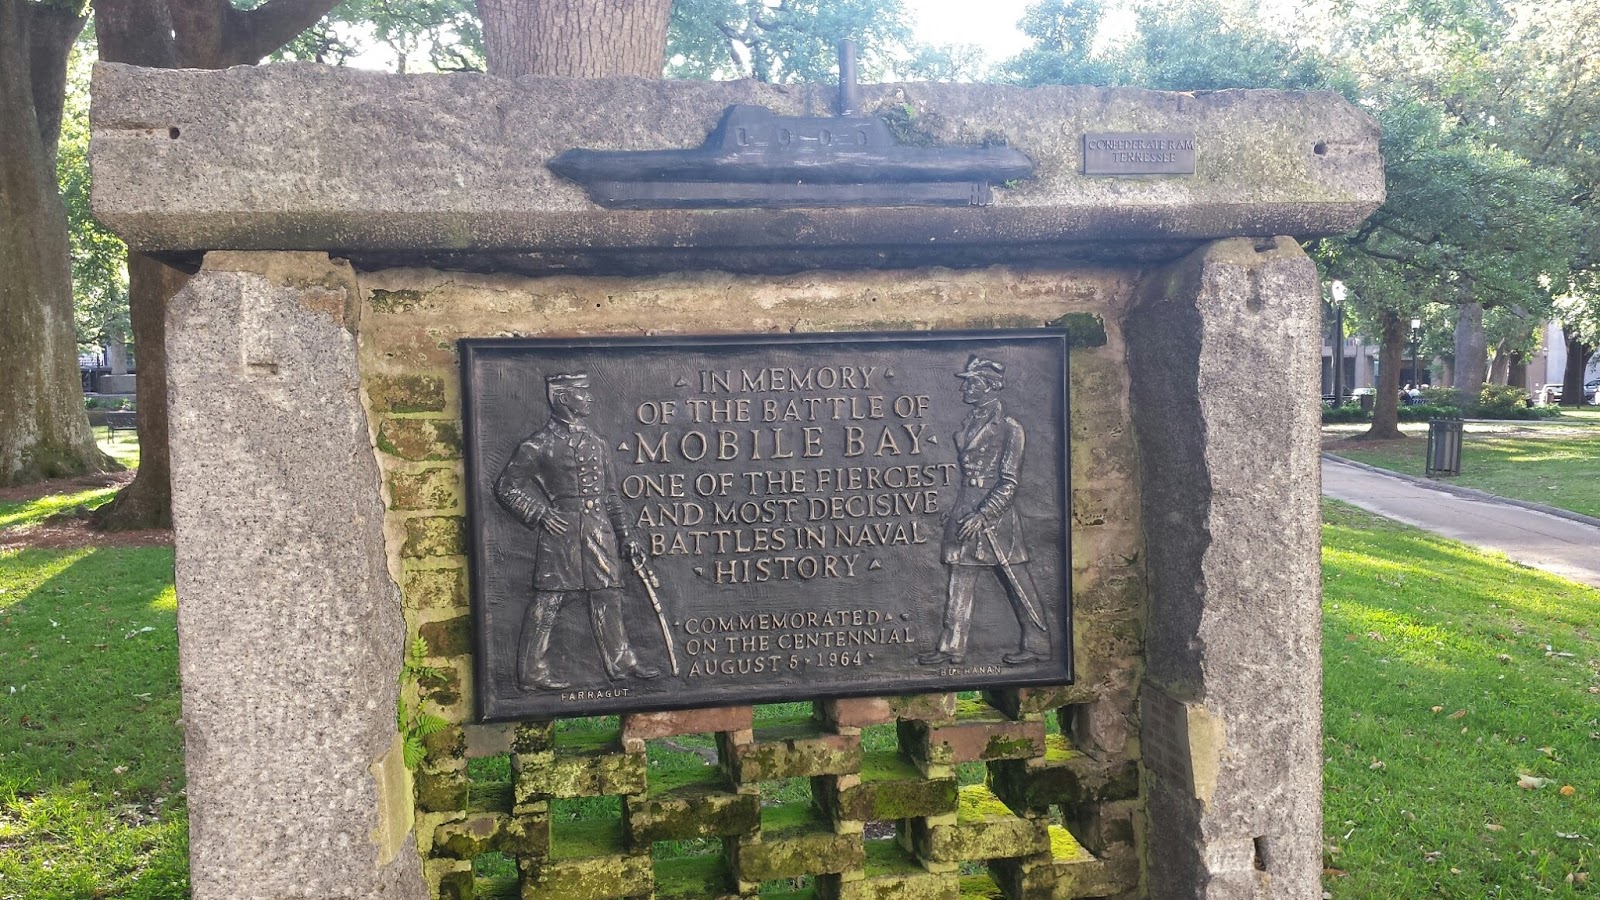 CONFEDERATE RAM
TENNESSEE
IN MEMORY
OF THE BATTLE OF
MOBILE BAY
ONE OF THE FIERCEST
AND MOST DECISIVE
BATTLES IN NAVAL
HISTORY
COMMEMORATED
ON THE CENTENNIAL
AUGUST 5 • 1964
FARRAGUT
BUCHANAN